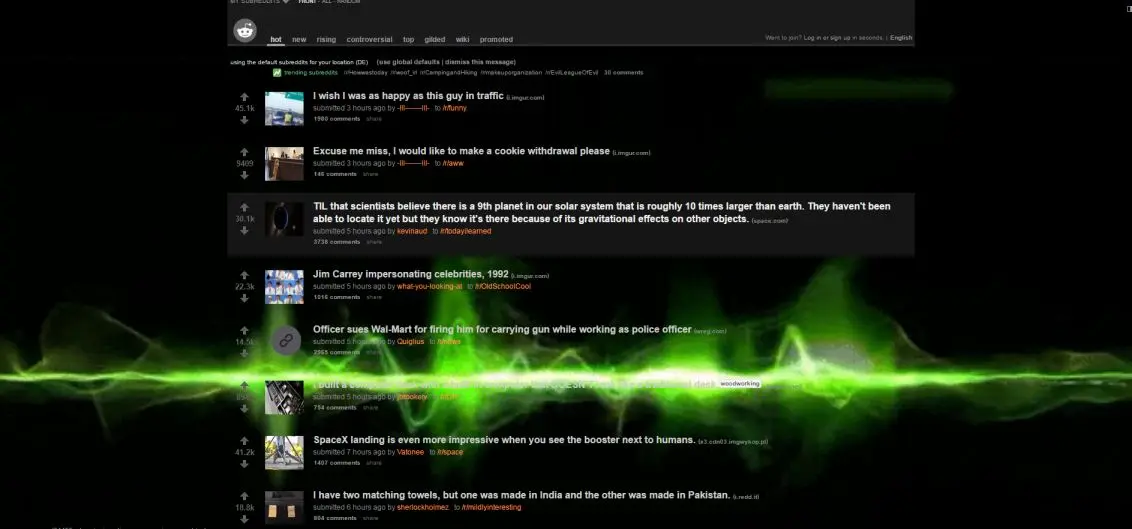 MY SUBREDDITS FRONT - ALL - RANDOM
hot new rising controversial top gilded wiki promoted
Want to join? Log in or sign up in seconds. | English
using the default subreddits for your location (DE) (use global defaults | dismiss this message)
trending subreddits /r/Howwastoday /r/woof_irl /r/CampingandHiking /r/makeuporganization /r/EvilLeagueOfEvil 30 comments
I wish I was as happy as this guy in traffic (i.imgur.com)
45.1k
submitted 3 hours ago by to /r/funny
1980 comments share
Excuse me miss, I would like to make a cookie withdrawal please (i.imgur.com)
9409
submitted 3 hours ago by to /r/aww
146 comments share
TIL that scientists believe there is a 9th planet in our solar system that is roughly 10 times larger than earth. They haven't been
able to locate it yet but they know it's there because of its gravitational effects on other objects. (space.com)
30.1k
submitted 5 hours ago by kevinaud to /r/todayilearned
3738 comments share
Jim Carrey impersonating celebrities, 1992 (i.imgur.com)
22.3k
submitted 5 hours ago by what-you-looking-at to /r/OldSchoolCool
1016 comments share
Officer sues Wal-Mart for firing him for carrying gun while working as police officer (wreg.com)
submitted 5 hours ago by Quiglius to /r/news
2955 comments share
I built a desk woodworking
submitted 5 hours ago by
754 comments share
SpaceX landing is even more impressive when you see the booster next to humans. (s3.cdn03.imgwykop.pl)
41.2k
submitted 7 hours ago by Vatonee to /r/space
1407 comments share
I have two matching towels, but one was made in India and the other was made in Pakistan. (i.redd.it)
18.8k
submitted 6 hours ago by sherlockholmez to /r/mildlyinteresting
804 comments share